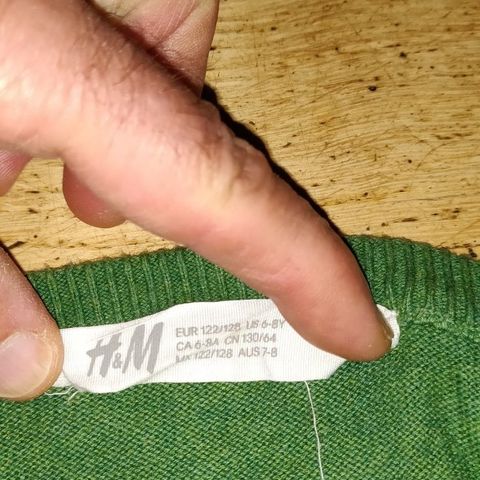 H&M
EUR 122/128 US 6-8Y
CA 6-8A CN 130/64
MX 122/128 AUS 7-8